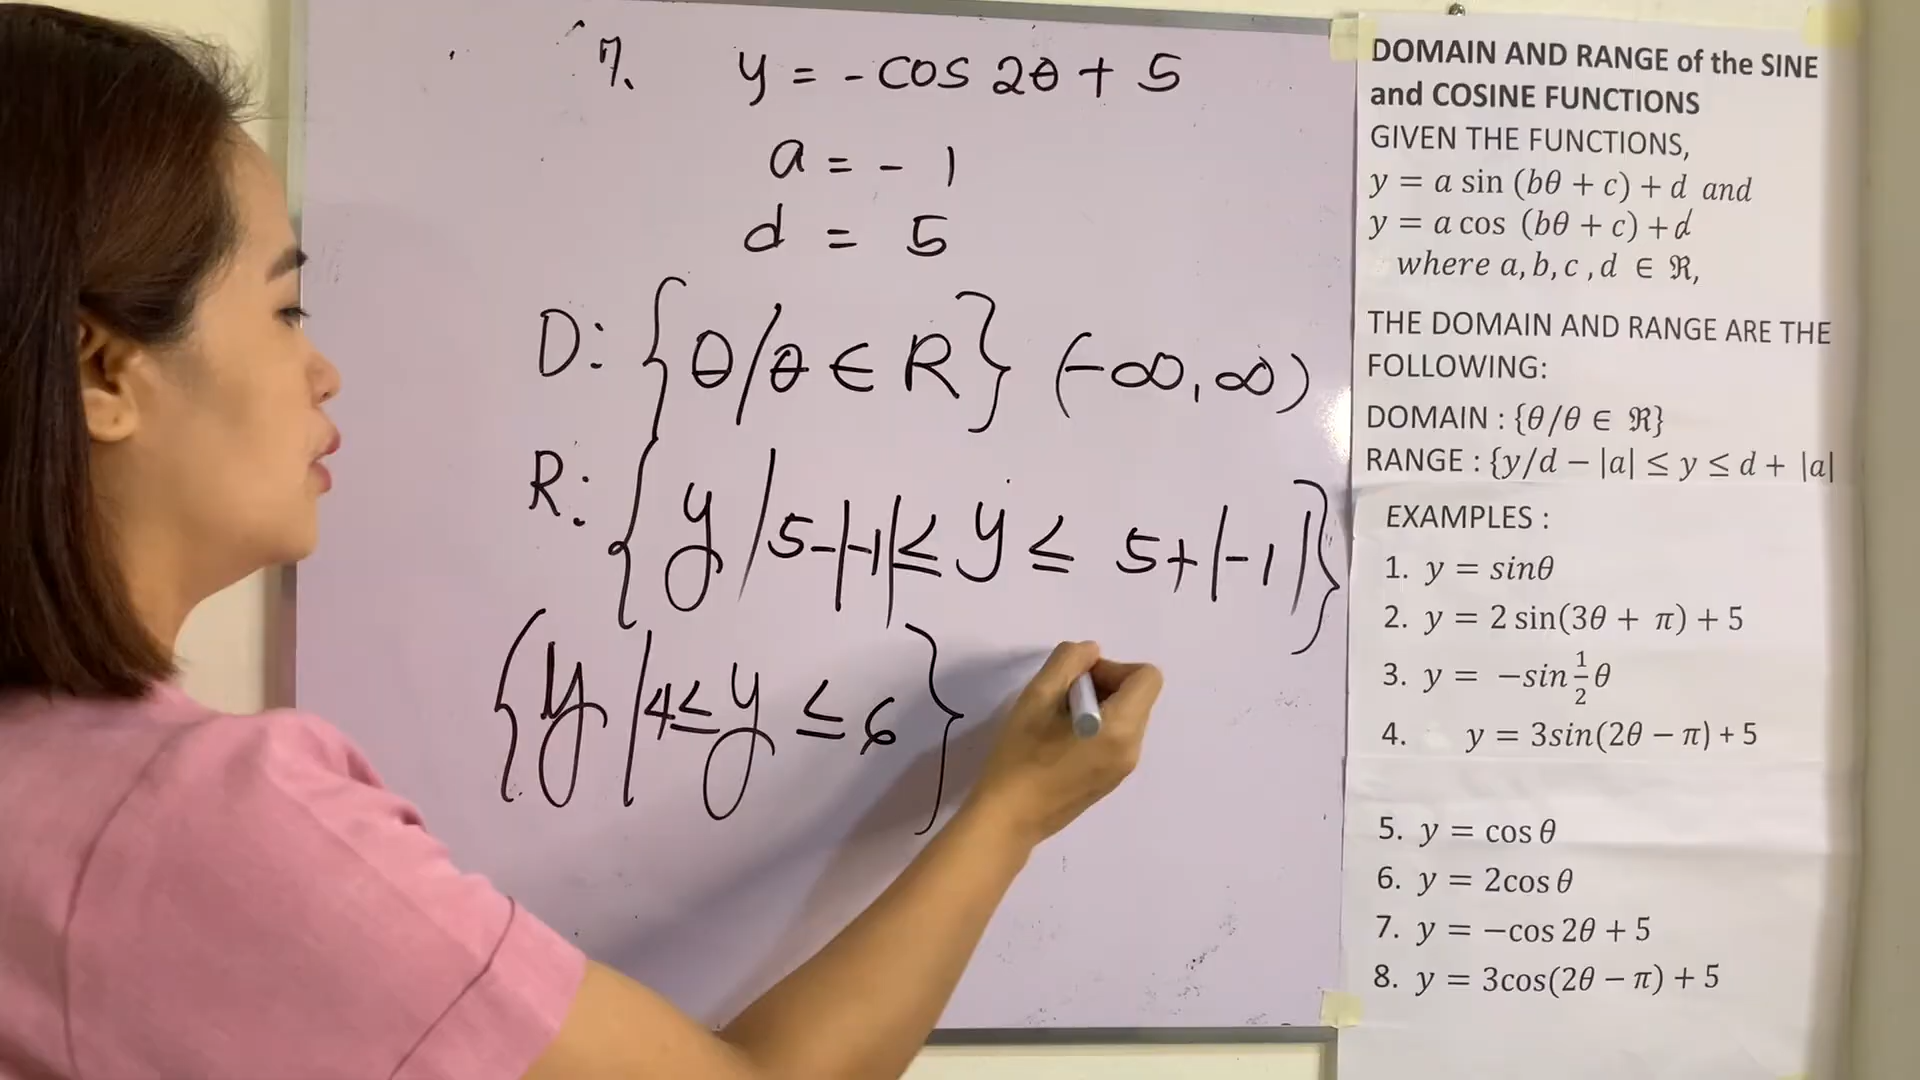 7. y = - cos 2θ + 5
a = - 1
d = 5
D: {θ/θ ∈ R} (-∞, ∞)
R: {y/5-|-1| ≤ y ≤ 5+|-1|}
{y/4≤y ≤ 6}
DOMAIN AND RANGE of the SINE
and COSINE FUNCTIONS
GIVEN THE FUNCTIONS,
y = a sin (bθ + c) + d and
y = a cos (bθ + c) + d
where a, b, c , d ∈ ℜ,
THE DOMAIN AND RANGE ARE THE
FOLLOWING:
DOMAIN : {θ/θ ∈ ℜ}
RANGE : {y/d − |a| ≤ y ≤ d + |a|
EXAMPLES :
1. y = sinθ
2. y = 2 sin(3θ + π) + 5
3. y = −sin 1/2 θ
4. y = 3sin(2θ − π) + 5
5. y = cos θ
6. y = 2cos θ
7. y = −cos 2θ + 5
8. y = 3cos(2θ − π) + 5